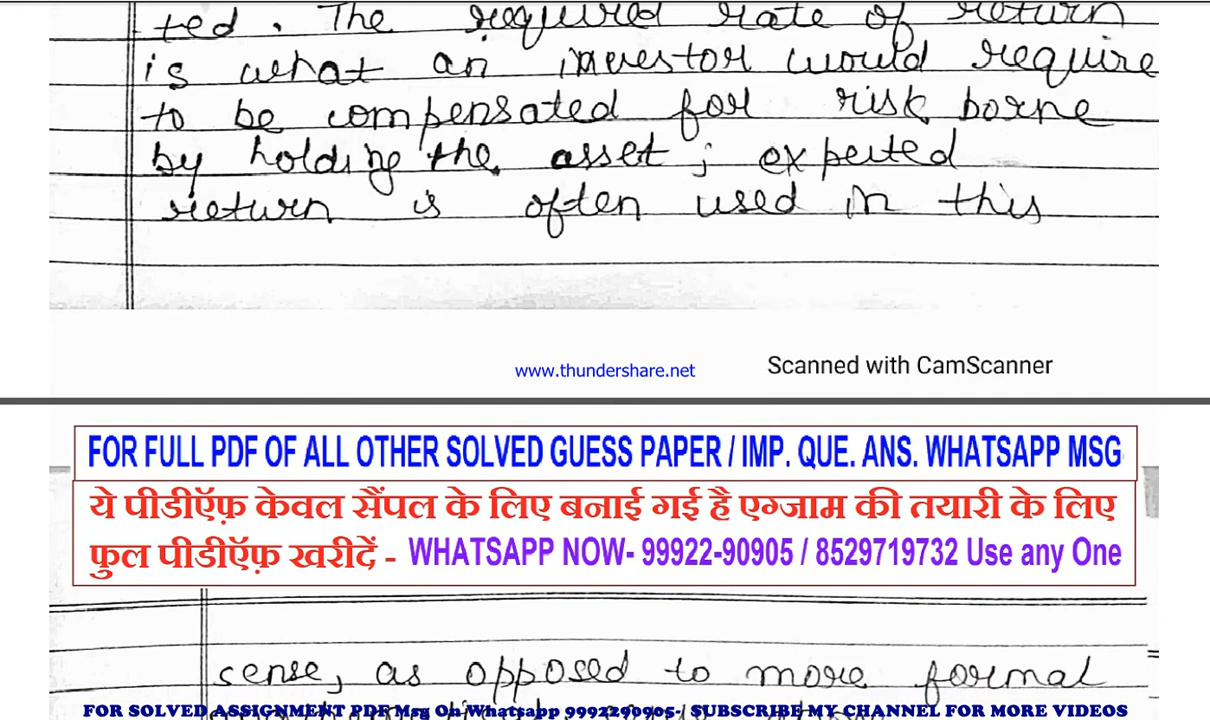 ted. The required rate of return
is what an investor would require
to be compensated for risk borne
by holding the asset; expected
return is often used in this
www.thundershare.net
Scanned with CamScanner
FOR FULL PDF OF ALL OTHER SOLVED GUESS PAPER / IMP. QUE. ANS. WHATSAPP MSG
ये पीडीऍफ़ केवल सैंपल के लिए बनाई गई है एग्जाम की तयारी के लिए
फुल पीडीऍफ़ खरीदें - WHATSAPP NOW- 99922-90905 / 8529719732 Use any One
sense, as opposed to more formal
FOR SOLVED ASSIGNMENT PDF Msg On Whatsapp 9992290905-/ SUBSCRIBE MY CHANNEL FOR MORE VIDEOS